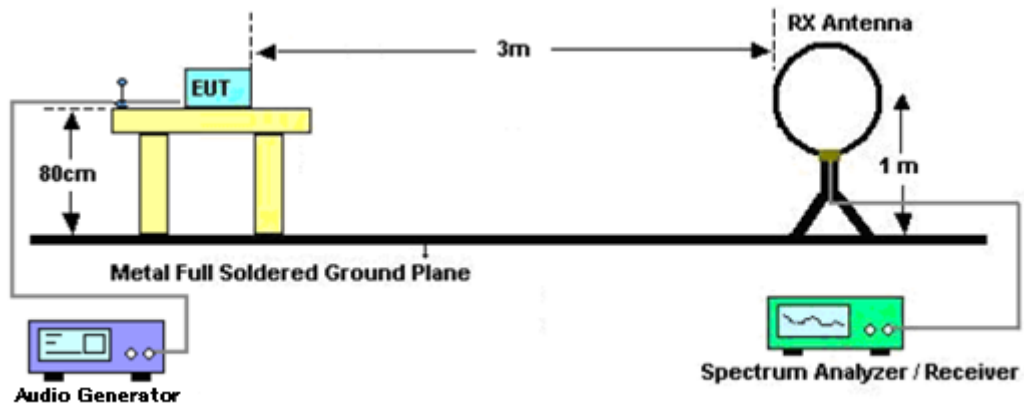 RX Antenna
3m
EUT
80cm
1 m
Metal Full Soldered Ground Plane
Spectrum Analyzer / Receiver
Audio Generator